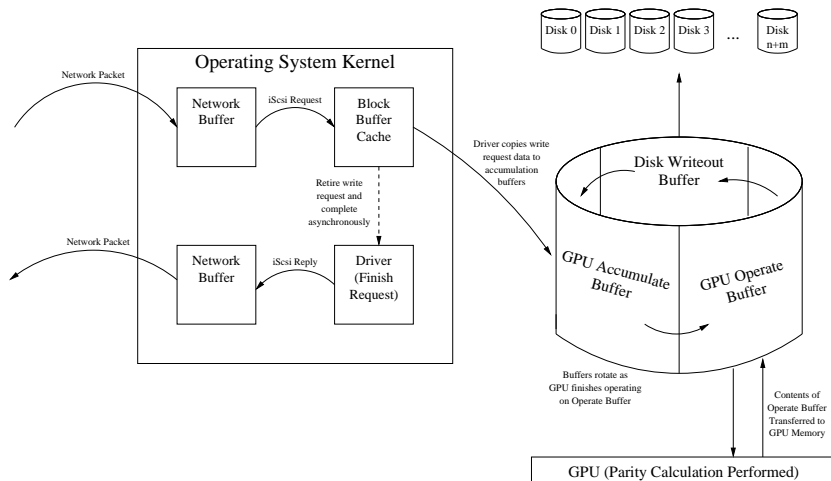 Disk 0
Disk 1
Disk 2
Disk 3
...
Disk
n+m
Operating System Kernel
Network Packet
Network
Buffer
iScsi Request
Block
Buffer
Cache
Driver copies write
request data to
accumulation
buffers
Disk Writeout
Buffer
Retire write
request and
complete
asynchronously
Network Packet
Network
Buffer
iScsi Reply
Driver
(Finish
Request)
GPU Accumulate
Buffer
GPU Operate
Buffer
Buffers rotate as
GPU finishes operating
on Operate Buffer
Contents of
Operate Buffer
Transferred to
GPU Memory
GPU (Parity Calculation Performed)